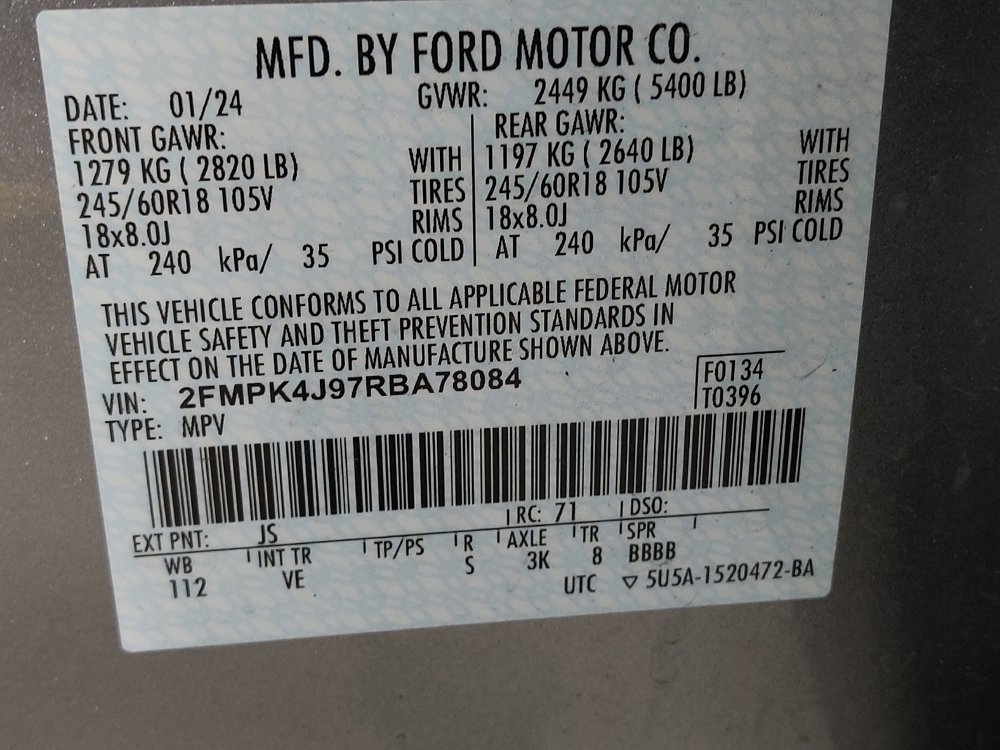 MFD. BY FORD MOTOR CO.
DATE: 01/24 GVWR: 2449 KG ( 5400 LB)
FRONT GAWR: REAR GAWR:
1279 KG ( 2820 LB) WITH 1197 KG ( 2640 LB) WITH
245/60R18 105V TIRES 245/60R18 105V TIRES
18x8.0J RIMS 18x8.0J RIMS
AT 240 kPa/ 35 PSI COLD AT 240 kPa/ 35 PSI COLD
THIS VEHICLE CONFORMS TO ALL APPLICABLE FEDERAL MOTOR
VEHICLE SAFETY AND THEFT PREVENTION STANDARDS IN
EFFECT ON THE DATE OF MANUFACTURE SHOWN ABOVE.
VIN: 2FMPK4J97RBA78084 F0134
TYPE: MPV T0396
EXT PNT: JS RC: 71 DSO:
WB INT TR TP/PS R AXLE TR SPR
112 VE S 3K 8 BBBB
UTC ▽ 5U5A-1520472-BA